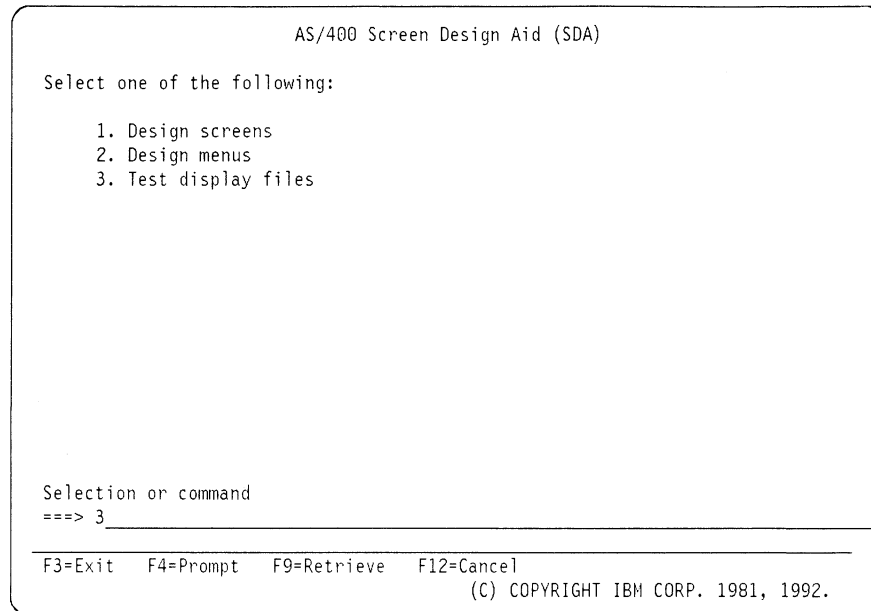 AS/400 Screen Design Aid (SDA)
Select one of the following:
1. Design screens
2. Design menus
3. Test display files
Selection or command
===> 3
F3=Exit F4=Prompt F9=Retrieve F12=Cancel
(C) COPYRIGHT IBM CORP. 1981, 1992.